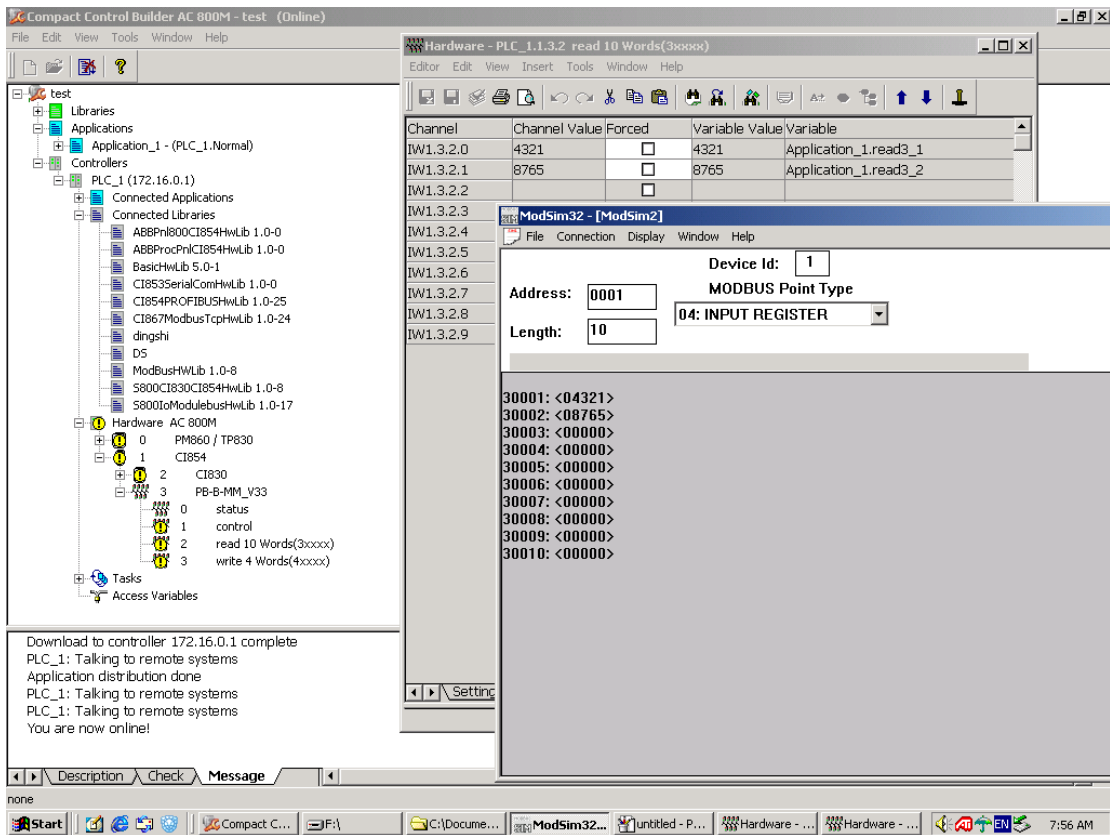 Compact Control Builder AC 800M - test (Online)
File Edit View Tools Window Help
test
Libraries
Applications
Application_1 - (PLC_1.Normal)
Controllers
PLC_1 (172.16.0.1)
Connected Applications
Connected Libraries
ABBPnl800CI854HwLib 1.0-0
ABBProcPnlCI854HwLib 1.0-0
BasicHwLib 5.0-1
CI853SerialComHwLib 1.0-0
CI854PROFIBUSHwLib 1.0-25
CI867ModbusTcpHwLib 1.0-24
dingshi
DS
ModBusHWLib 1.0-8
S800CI830CI854HwLib 1.0-8
S800IoModulebusHwLib 1.0-17
Hardware AC 800M
0 PM860 / TP830
1 CI854
2 CI830
3 PB-B-MM_V33
0 status
1 control
2 read 10 Words(3xxxx)
3 write 4 Words(4xxxx)
Tasks
Access Variables
Download to controller 172.16.0.1 complete
PLC_1: Talking to remote systems
Application distribution done
PLC_1: Talking to remote systems
PLC_1: Talking to remote systems
You are now online!
Description Check Message
none
Hardware - PLC_1.1.3.2 read 10 Words(3xxxx)
Editor Edit View Insert Tools Window Help
Channel Channel Value Forced Variable Value Variable
IW1.3.2.0 4321 4321 Application_1.read3_1
IW1.3.2.1 8765 8765 Application_1.read3_2
IW1.3.2.2
IW1.3.2.3
IW1.3.2.4
IW1.3.2.5
IW1.3.2.6
IW1.3.2.7
IW1.3.2.8
IW1.3.2.9
Setting
ModSim32 - [ModSim2]
File Connection Display Window Help
Device Id: 1
Address: 0001 MODBUS Point Type
04: INPUT REGISTER
Length: 10
30001: <04321>
30002: <08765>
30003: <00000>
30004: <00000>
30005: <00000>
30006: <00000>
30007: <00000>
30008: <00000>
30009: <00000>
30010: <00000>
Start Compact C... F:\ C:\Docume... ModSim32... untitled - P... Hardware - ... Hardware - ... EN 7:56 AM